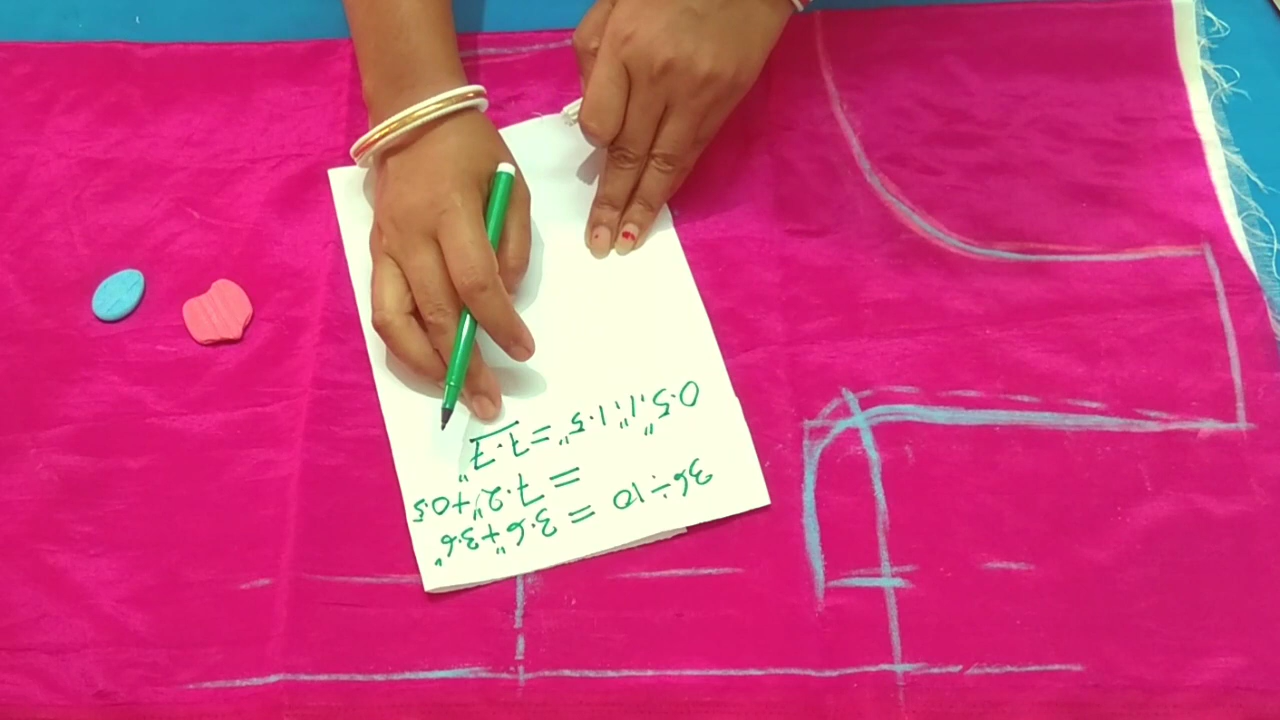 36÷10 = 3.6"+3.6"
= 7.2"+0.5
0.5", 1", 1.5" = 7.7"